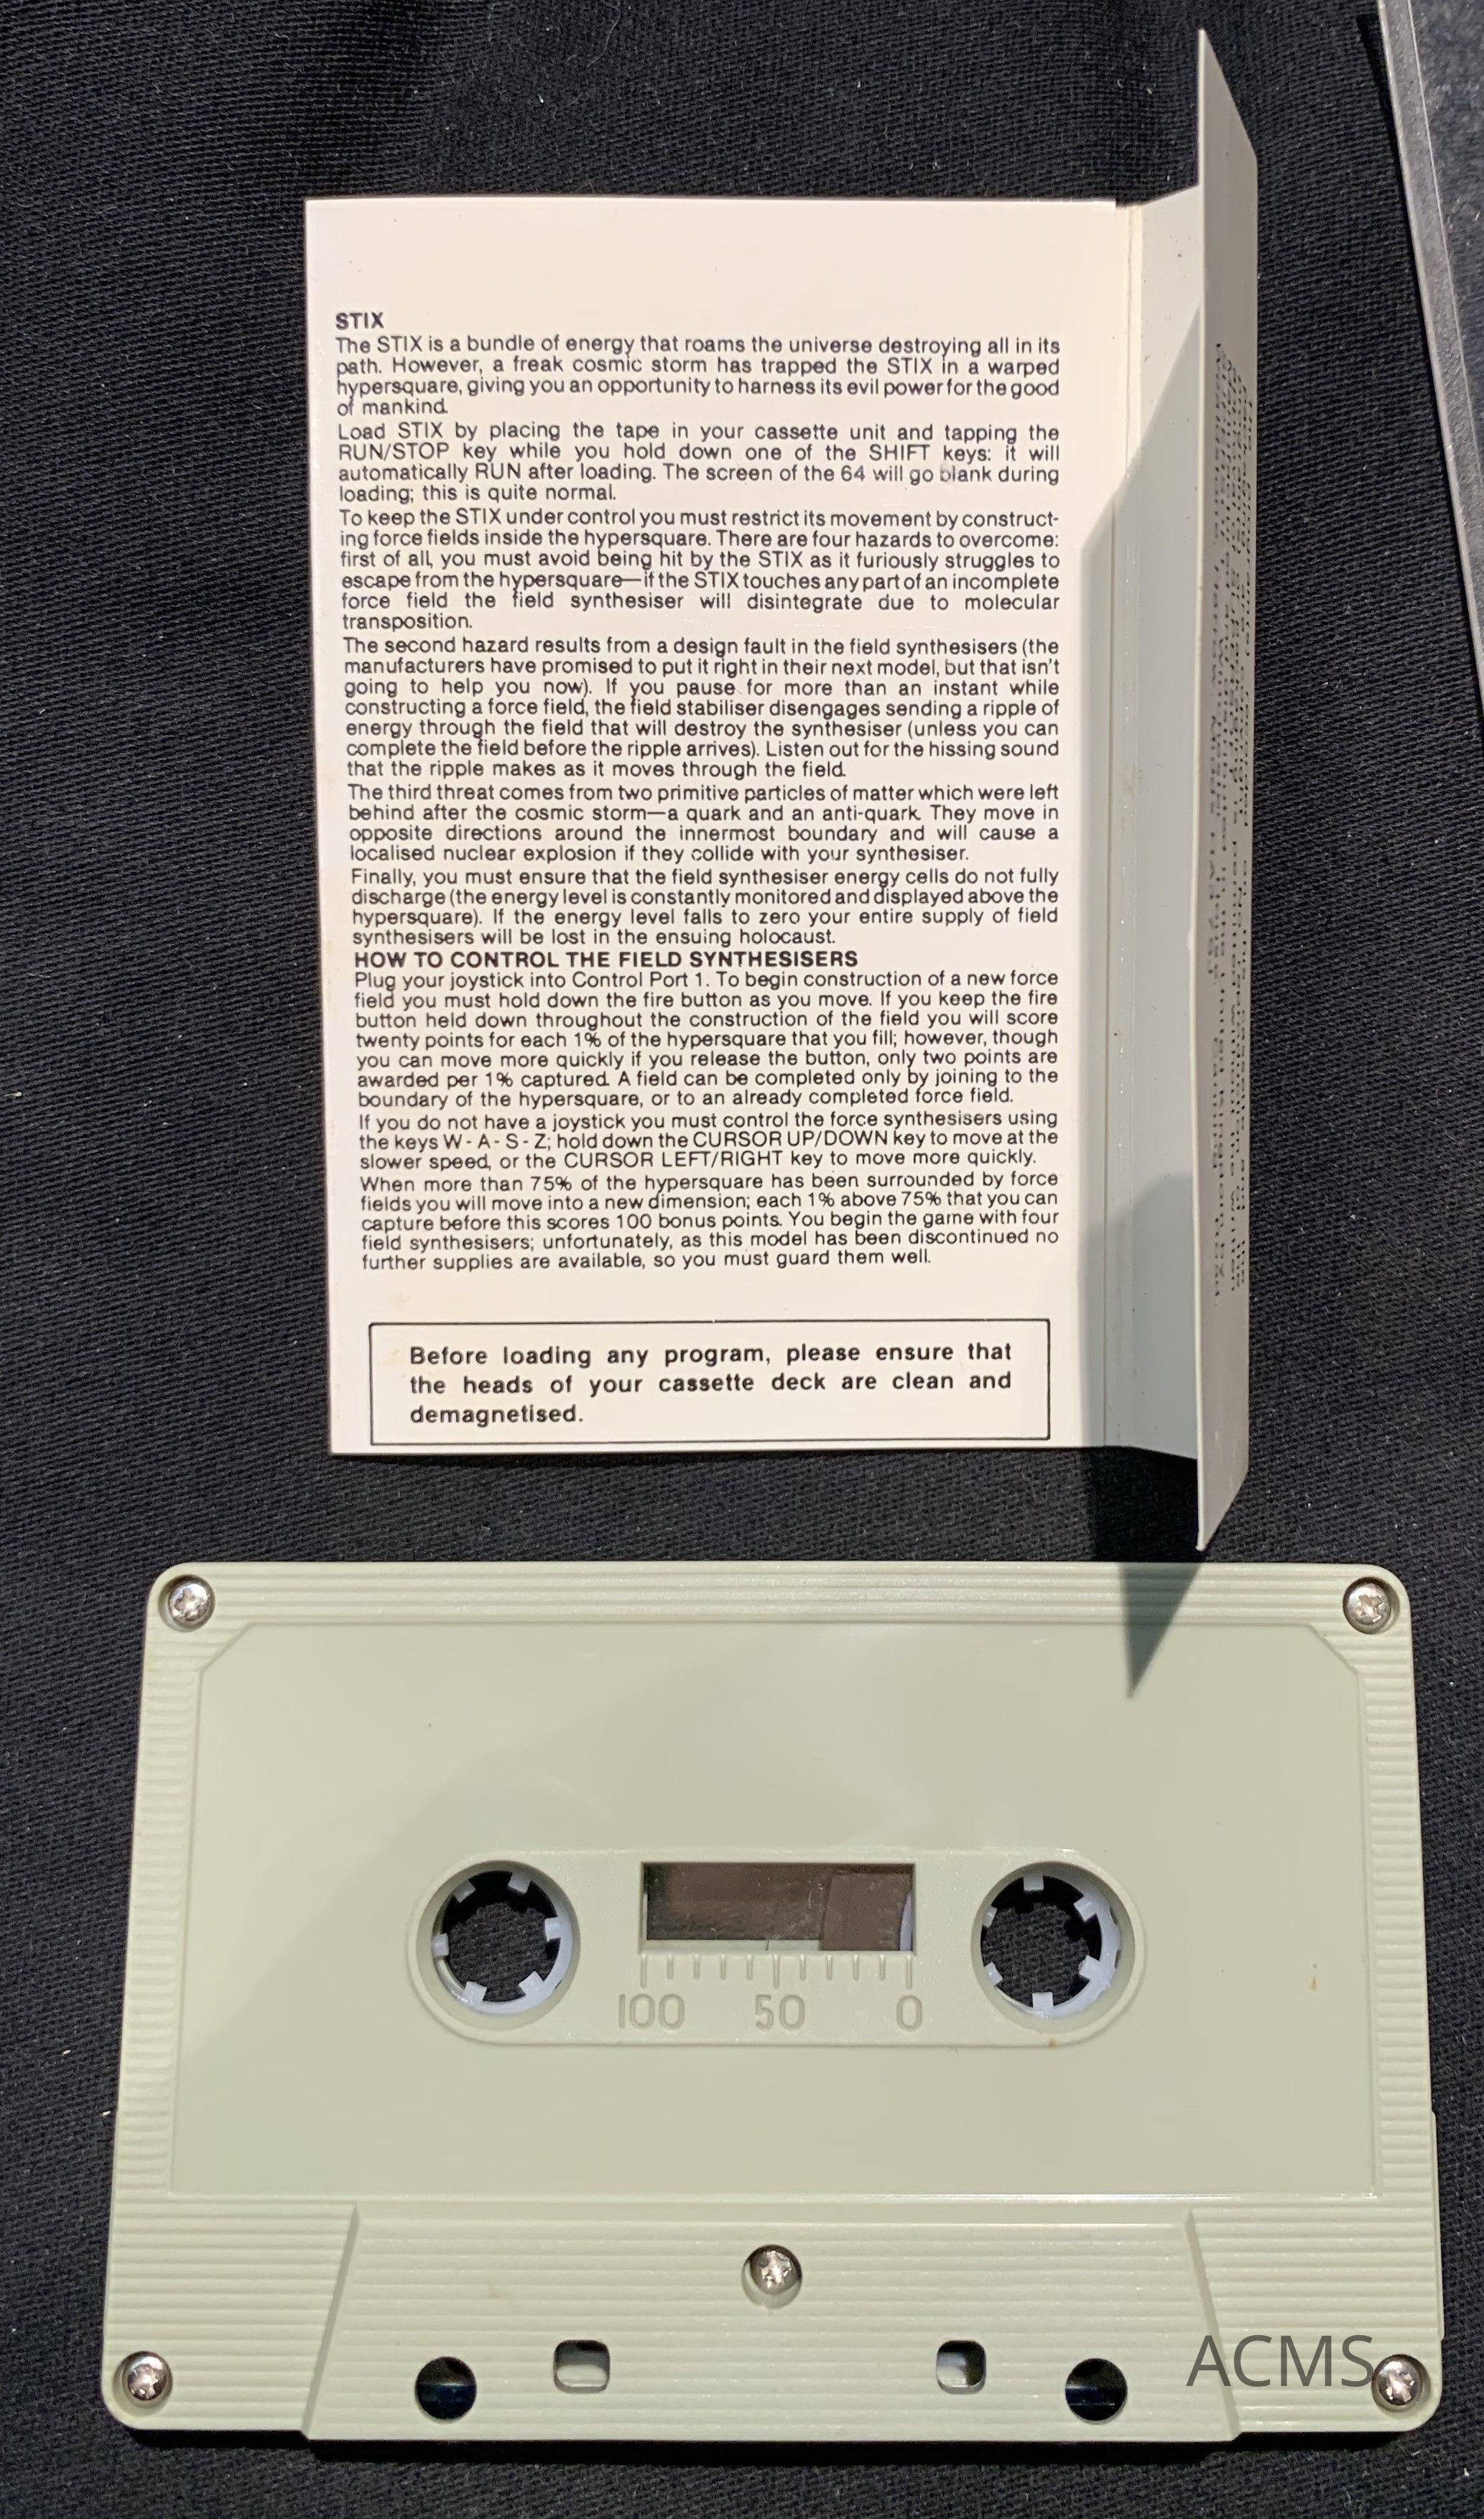 STIX
The STIX is a bundle of energy that roams the universe destroying all in its
path. However, a freak cosmic storm has trapped the STIX in a warped
hypersquare, giving you an opportunity to harness its evil power for the good
of mankind.
Load STIX by placing the tape in your cassette unit and tapping the
RUN/STOP key while you hold down one of the SHIFT keys: it will
automatically RUN after loading. The screen of the 64 will go blank during
loading; this is quite normal.
To keep the STIX under control you must restrict its movement by construct-
ing force fields inside the hypersquare. There are four hazards to overcome:
first of all, you must avoid being hit by the STIX as it furiously struggles to
escape from the hypersquare—if the STIX touches any part of an incomplete
force field the field synthesiser will disintegrate due to molecular
transposition.
The second hazard results from a design fault in the field synthesisers (the
manufacturers have promised to put it right in their next model, but that isn't
going to help you now). If you pause for more than an instant while
constructing a force field, the field stabiliser disengages sending a ripple of
energy through the field that will destroy the synthesiser (unless you can
complete the field before the ripple arrives). Listen out for the hissing sound
that the ripple makes as it moves through the field.
The third threat comes from two primitive particles of matter which were left
behind after the cosmic storm—a quark and an anti-quark. They move in
opposite directions around the innermost boundary and will cause a
localised nuclear explosion if they collide with your synthesiser.
Finally, you must ensure that the field synthesiser energy cells do not fully
discharge (the energy level is constantly monitored and displayed above the
hypersquare). If the energy level falls to zero your entire supply of field
synthesisers will be lost in the ensuing holocaust.
HOW TO CONTROL THE FIELD SYNTHESISERS
Plug your joystick into Control Port 1. To begin construction of a new force
field you must hold down the fire button as you move. If you keep the fire
button held down throughout the construction of the field you will score
twenty points for each 1% of the hypersquare that you fill; however, though
you can move more quickly if you release the button, only two points are
awarded per 1% captured. A field can be completed only by joining to the
boundary of the hypersquare, or to an already completed force field.
If you do not have a joystick you must control the force synthesisers using
the keys W - A - S - Z; hold down the CURSOR UP/DOWN key to move at the
slower speed, or the CURSOR LEFT/RIGHT key to move more quickly.
When more than 75% of the hypersquare has been surrounded by force
fields you will move into a new dimension; each 1% above 75% that you can
capture before this scores 100 bonus points. You begin the game with four
field synthesisers; unfortunately, as this model has been discontinued no
further supplies are available, so you must guard them well.
Before loading any program, please ensure that
the heads of your cassette deck are clean and
demagnetised.
100 50 0
ACMS